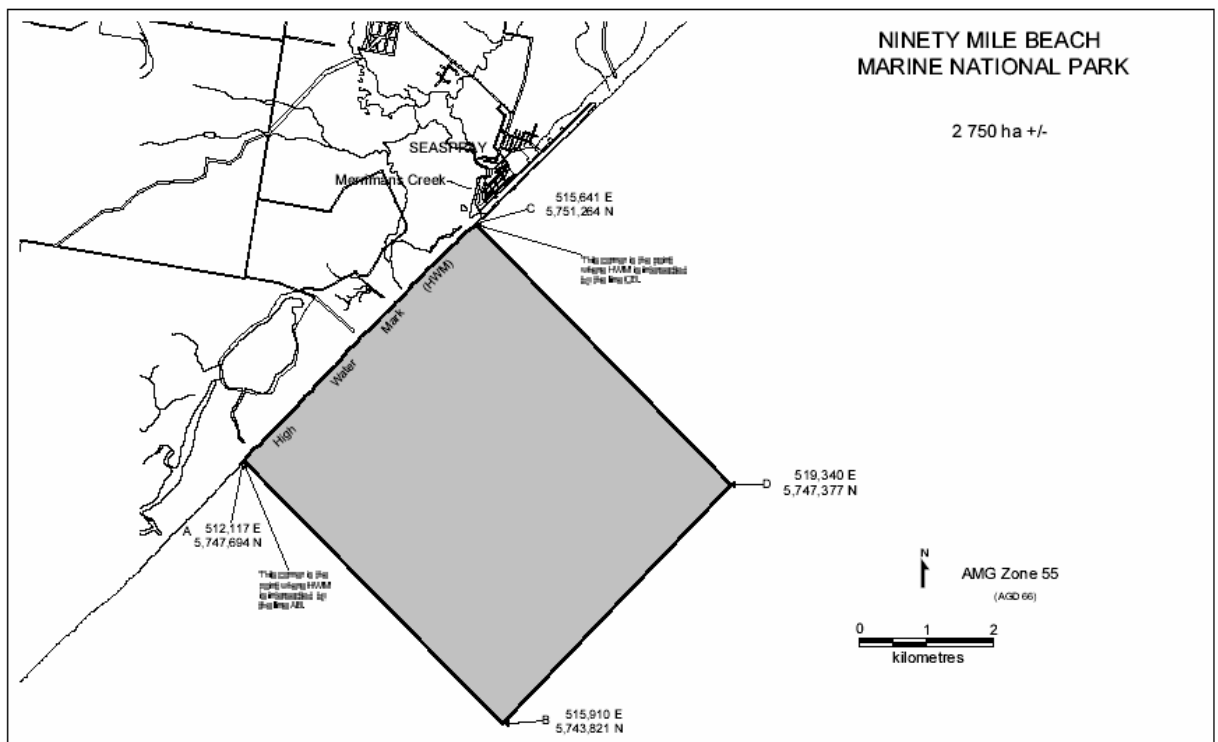 NINETY MILE BEACH
MARINE NATIONAL PARK
2 750 ha +/-
SEASPRAY
Merrimans Creek
515,641 E
C
5,751,264 N
This corner is the point
where HWM is intersected
by the line CD.
(HWM)
Mark
Water
High
519,340 E
D
5,747,377 N
A
512,117 E
5,747,694 N
This corner is the
point where HWM
is intersected by
the line AB.
N
AMG Zone 55
(AGD 66)
0 1 2
kilometres
515,910 E
B
5,743,821 N